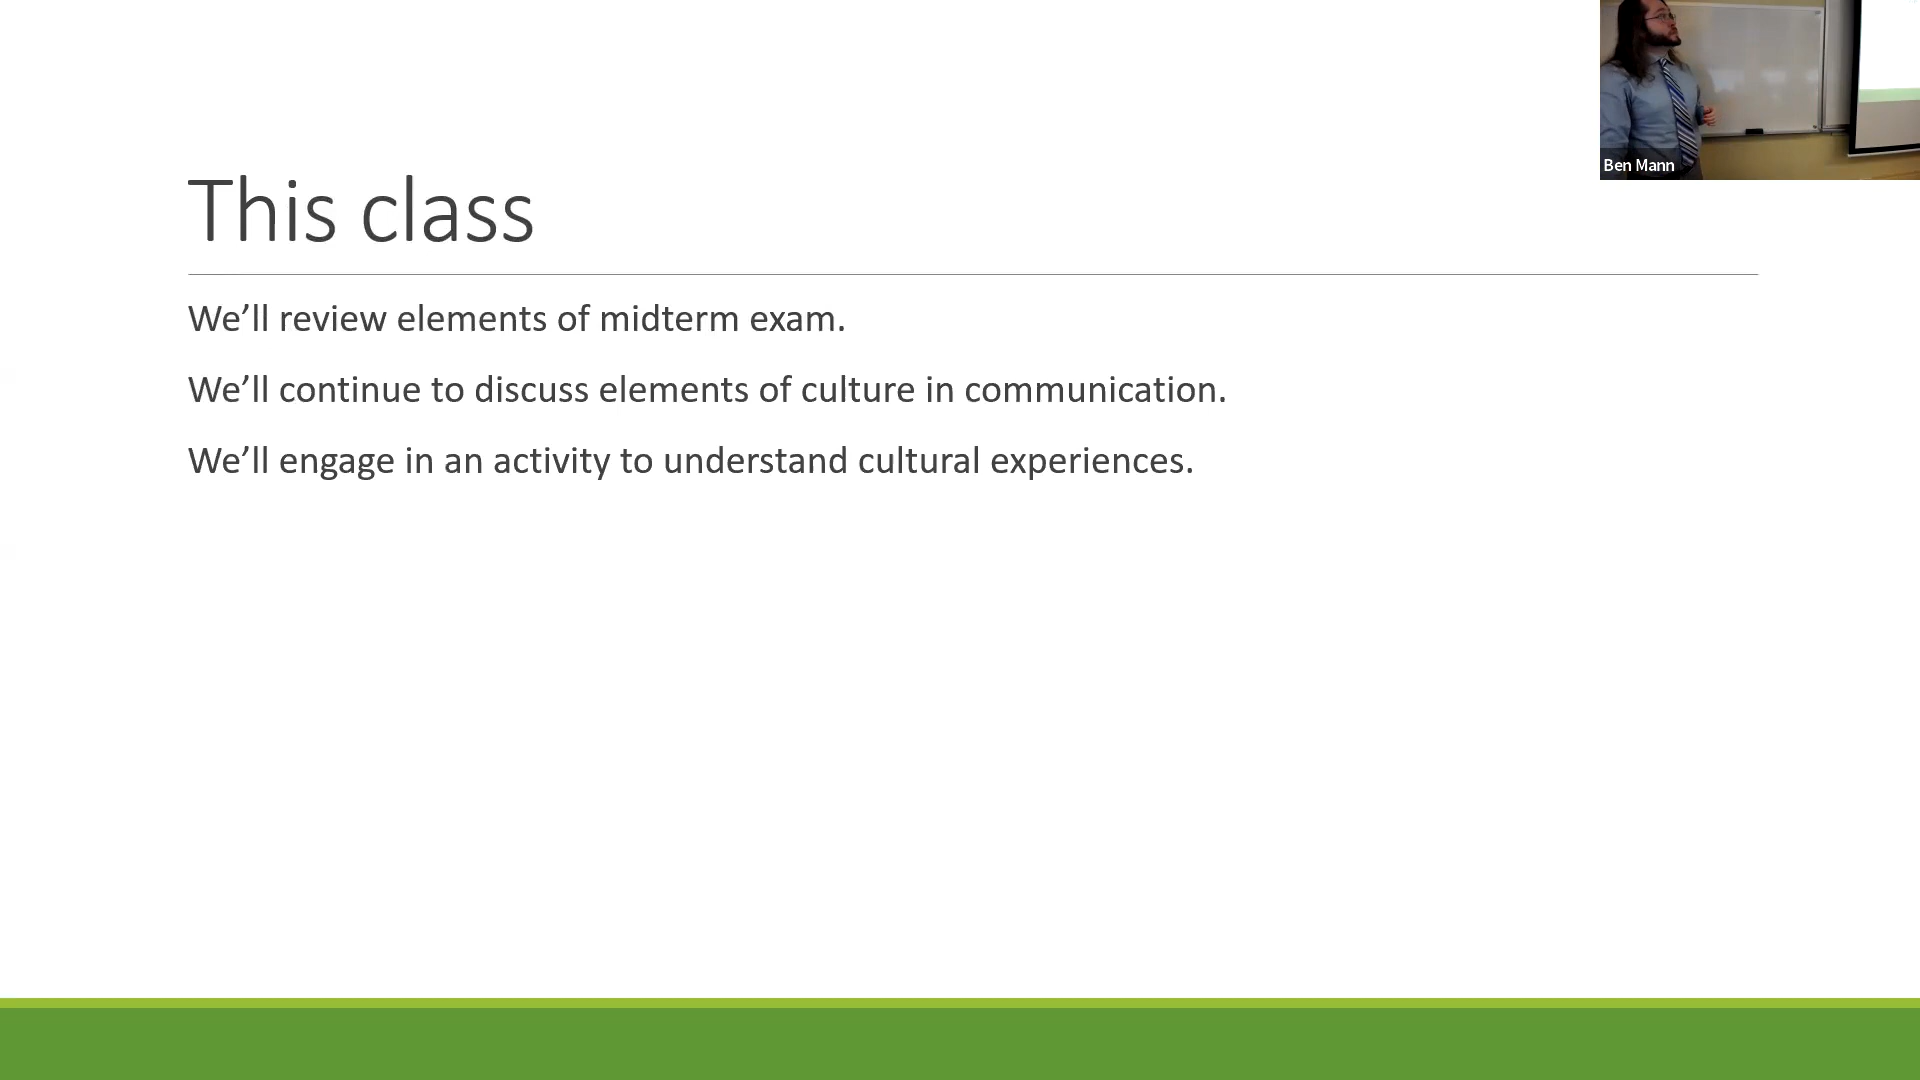 Ben Mann
This class
We’ll review elements of midterm exam.
We’ll continue to discuss elements of culture in communication.
We’ll engage in an activity to understand cultural experiences.